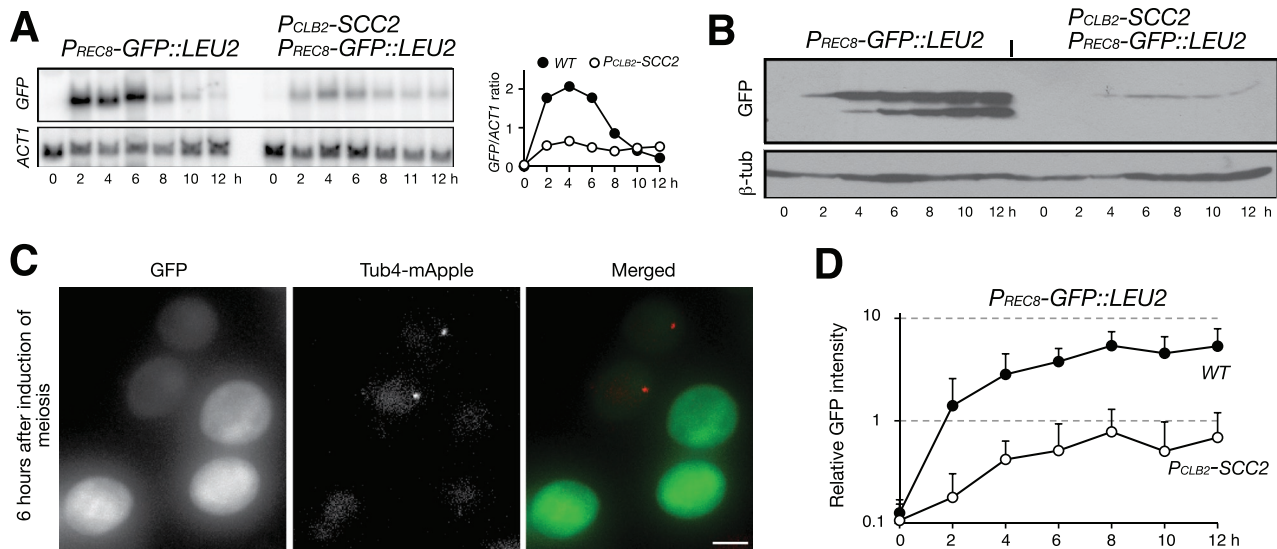 A
PREC8-GFP::LEU2
PCLB2-SCC2
PREC8-GFP::LEU2
GFP
ACT1
0 2 4 6 8 10 12 h 0 2 4 6 8 11 12 h
WT PCLB2-SCC2
GFP/ACT1 ratio
2
1
0
0 2 4 6 8 10 12 h
B
PREC8-GFP::LEU2
PCLB2-SCC2
PREC8-GFP::LEU2
GFP
β-tub
0 2 4 6 8 10 12 h 0 2 4 6 8 10 12 h
C
GFP Tub4-mApple Merged
6 hours after induction of
meiosis
D
PREC8-GFP::LEU2
Relative GFP intensity
10
1
0.1
WT
PCLB2-SCC2
0 2 4 6 8 10 12 h